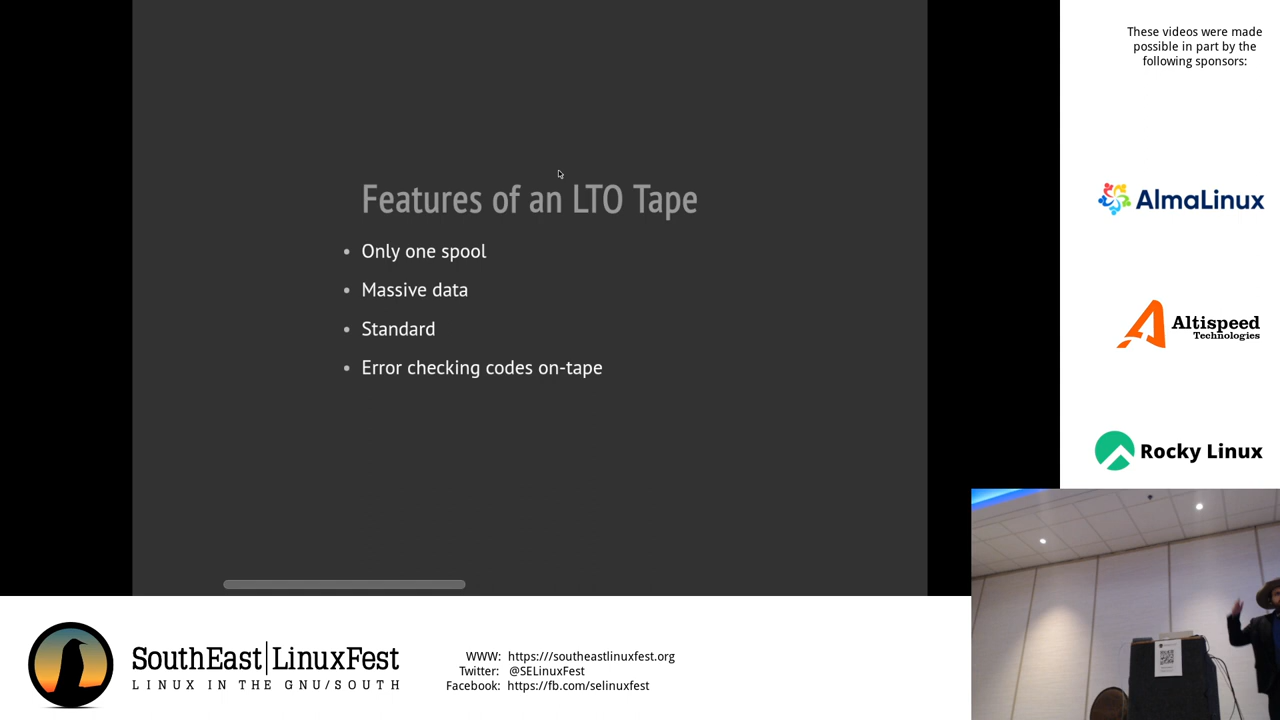 Features of an LTO Tape
• Only one spool
• Massive data
• Standard
• Error checking codes on-tape
These videos were made
possible in part by the
following sponsors:
AlmaLinux
Altispeed
Technologies
Rocky Linux
SouthEast|LinuxFest
LINUX IN THE GNU/SOUTH
WWW: https:///southeastlinuxfest.org
Twitter: @SELinuxFest
Facebook: https://fb.com/selinuxfest